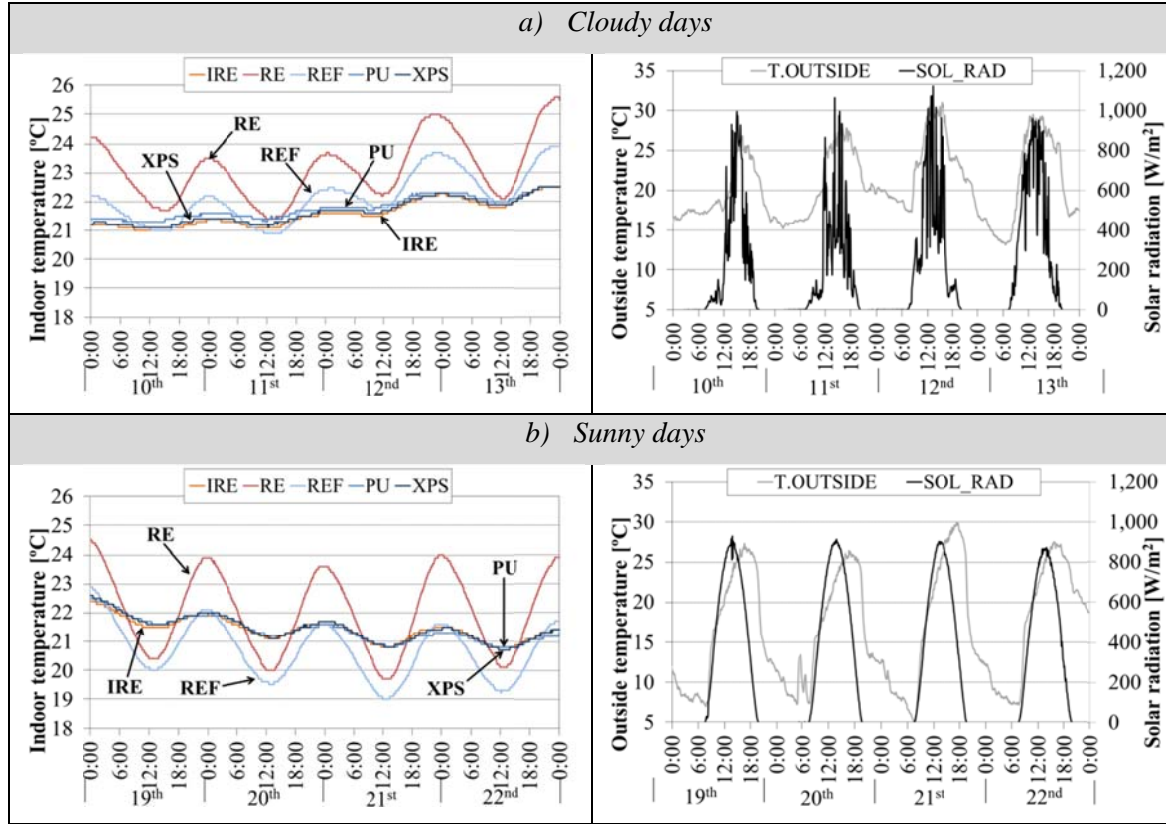 a) Cloudy days
IRE RE REF PU XPS
Indoor temperature [ºC]
26
25
24
23
22
21
20
19
18
RE
XPS
REF
PU
IRE
0:00 6:00 12:00 18:00 0:00 6:00 12:00 18:00 0:00 6:00 12:00 18:00 0:00 6:00 12:00 18:00 0:00
10th 11st 12nd 13th
T.OUTSIDE SOL_RAD
Outside temperature [ºC]
35
30
25
20
15
10
5
1,200
1,000
800
600
400
200
0
Solar radiation [W/m2]
0:00 6:00 12:00 18:00 0:00 6:00 12:00 18:00 0:00 6:00 12:00 18:00 0:00 6:00 12:00 18:00 0:00
10th 11st 12nd 13th
b) Sunny days
IRE RE REF PU XPS
Indoor temperature [ºC]
26
25
24
23
22
21
20
19
18
RE
PU
IRE
REF
XPS
0:00 6:00 12:00 18:00 0:00 6:00 12:00 18:00 0:00 6:00 12:00 18:00 0:00 6:00 12:00 18:00 0:00
19th 20th 21st 22nd
T.OUTSIDE SOL_RAD
Outside temperature [ºC]
35
30
25
20
15
10
5
1,200
1,000
800
600
400
200
0
Solar radiation [W/m2]
0:00 6:00 12:00 18:00 0:00 6:00 12:00 18:00 0:00 6:00 12:00 18:00 0:00 6:00 12:00 18:00 0:00
19th 20th 21st 22nd